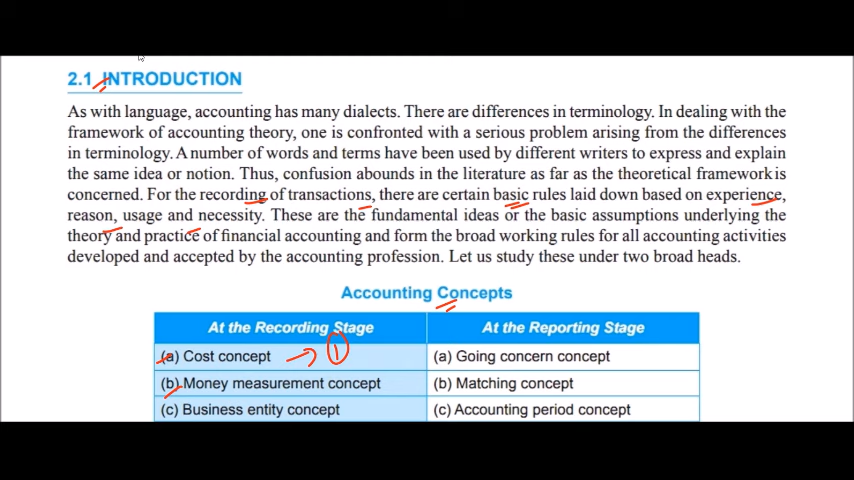 2.1 INTRODUCTION
As with language, accounting has many dialects. There are differences in terminology. In dealing with the
framework of accounting theory, one is confronted with a serious problem arising from the differences
in terminology. A number of words and terms have been used by different writers to express and explain
the same idea or notion. Thus, confusion abounds in the literature as far as the theoretical framework is
concerned. For the recording of transactions, there are certain basic rules laid down based on experience,
reason, usage and necessity. These are the fundamental ideas or the basic assumptions underlying the
theory and practice of financial accounting and form the broad working rules for all accounting activities
developed and accepted by the accounting profession. Let us study these under two broad heads.
Accounting Concepts
At the Recording Stage At the Reporting Stage
(a) Cost concept → 1 (a) Going concern concept
(b) Money measurement concept (b) Matching concept
(c) Business entity concept (c) Accounting period concept